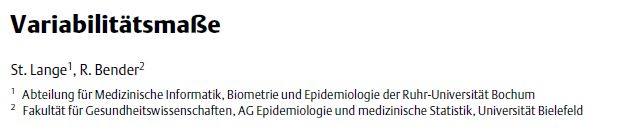 Variabilitätsmaße
St. Lange¹, R. Bender²
¹ Abteilung für Medizinische Informatik, Biometrie und Epidemiologie der Ruhr-Universität Bochum
² Fakultät für Gesundheitswissenschaften, AG Epidemiologie und medizinische Statistik, Universität Bielefeld